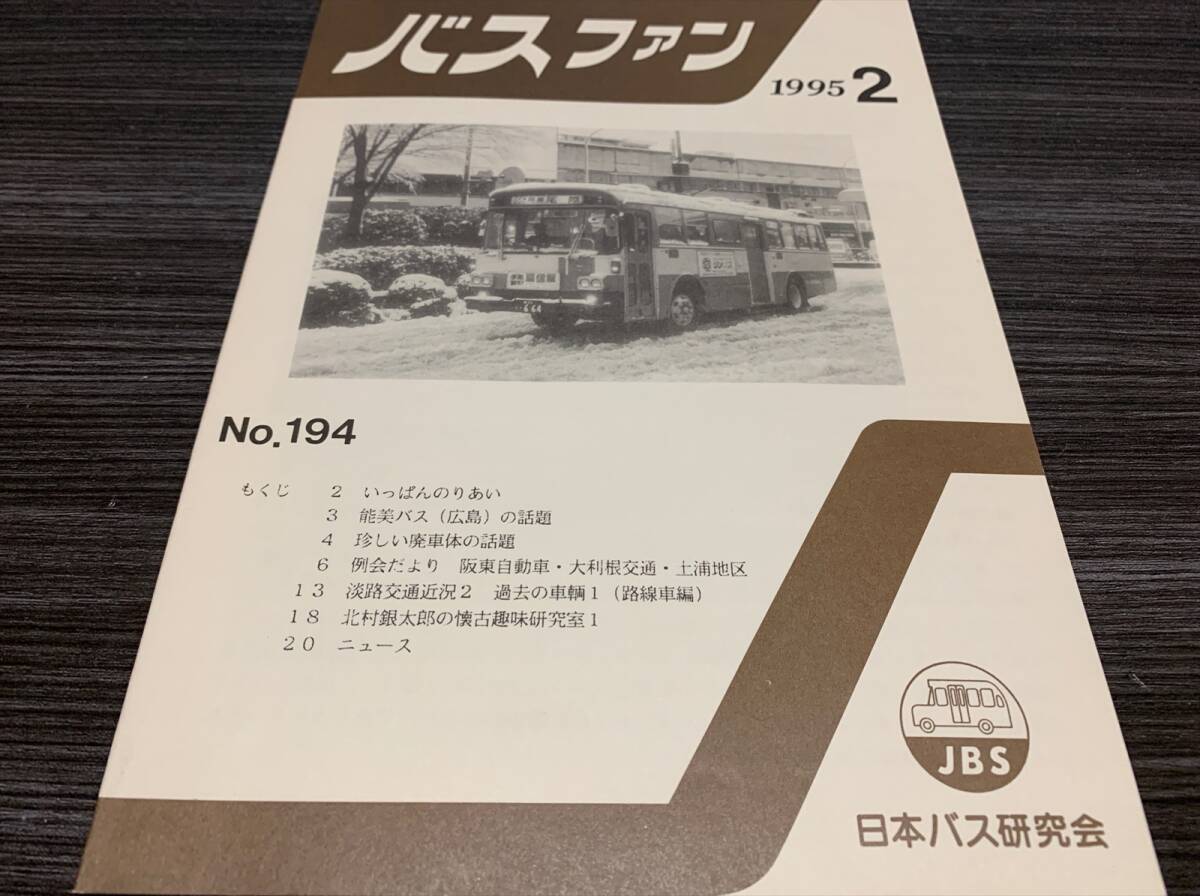 バスファン
1995 2
No.194
もくじ 2 いっぱんのりあい
3 能美バス（広島）の話題
4 珍しい廃車体の話題
6 例会だより 阪東自動車・大利根交通・土浦地区
13 淡路交通近況2 過去の車輌1（路線車編）
18 北村銀太郎の懐古趣味研究室1
20 ニュース
JBS
日本バス研究会